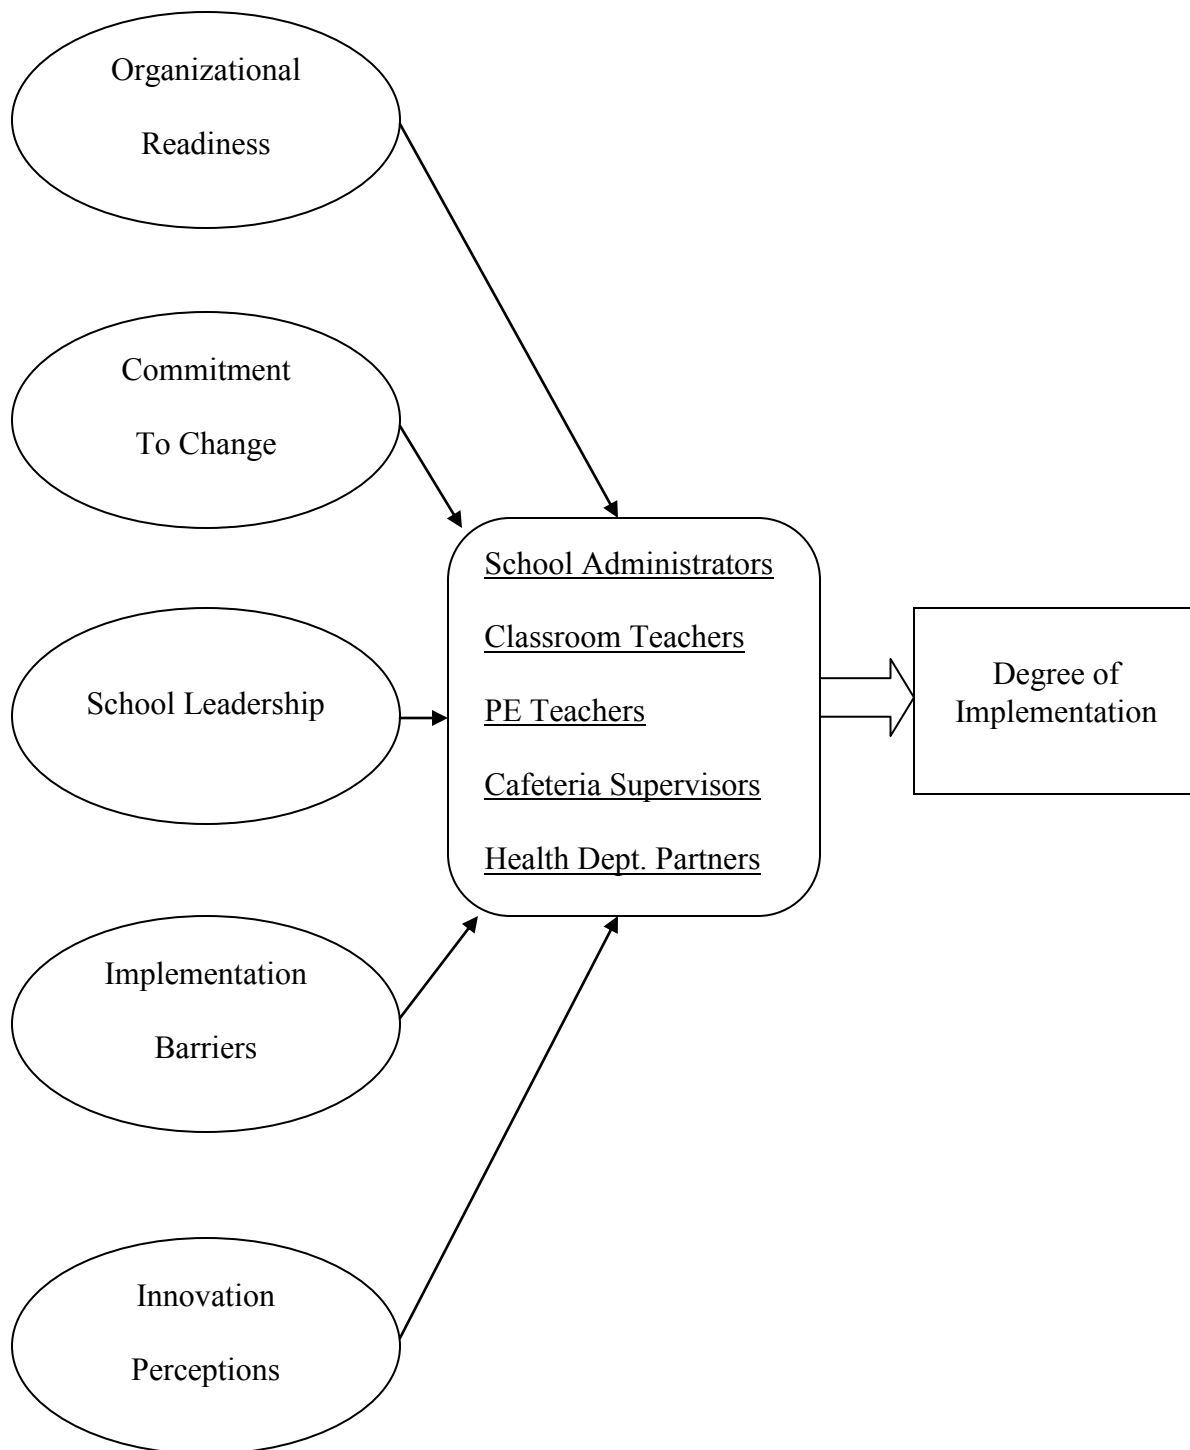 Organizational
Readiness
Commitment
To Change
School Leadership
Implementation
Barriers
Innovation
Perceptions
School Administrators
Classroom Teachers
PE Teachers
Cafeteria Supervisors
Health Dept. Partners
Degree of
Implementation